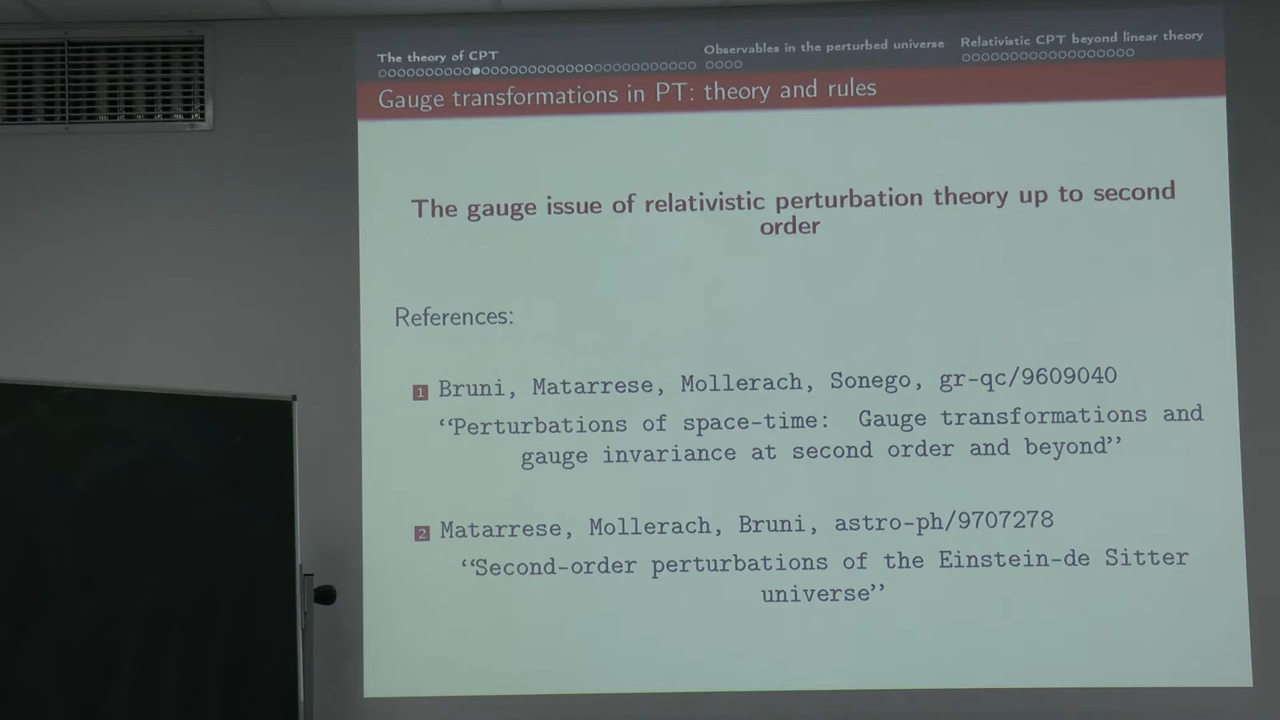 The theory of CPT
Observables in the perturbed universe
Relativistic CPT beyond linear theory
Gauge transformations in PT: theory and rules
The gauge issue of relativistic perturbation theory up to second
order
References:
1 Bruni, Matarrese, Mollerach, Sonego, gr-qc/9609040
“Perturbations of space-time: Gauge transformations and
gauge invariance at second order and beyond”
2 Matarrese, Mollerach, Bruni, astro-ph/9707278
“Second-order perturbations of the Einstein-de Sitter
universe”